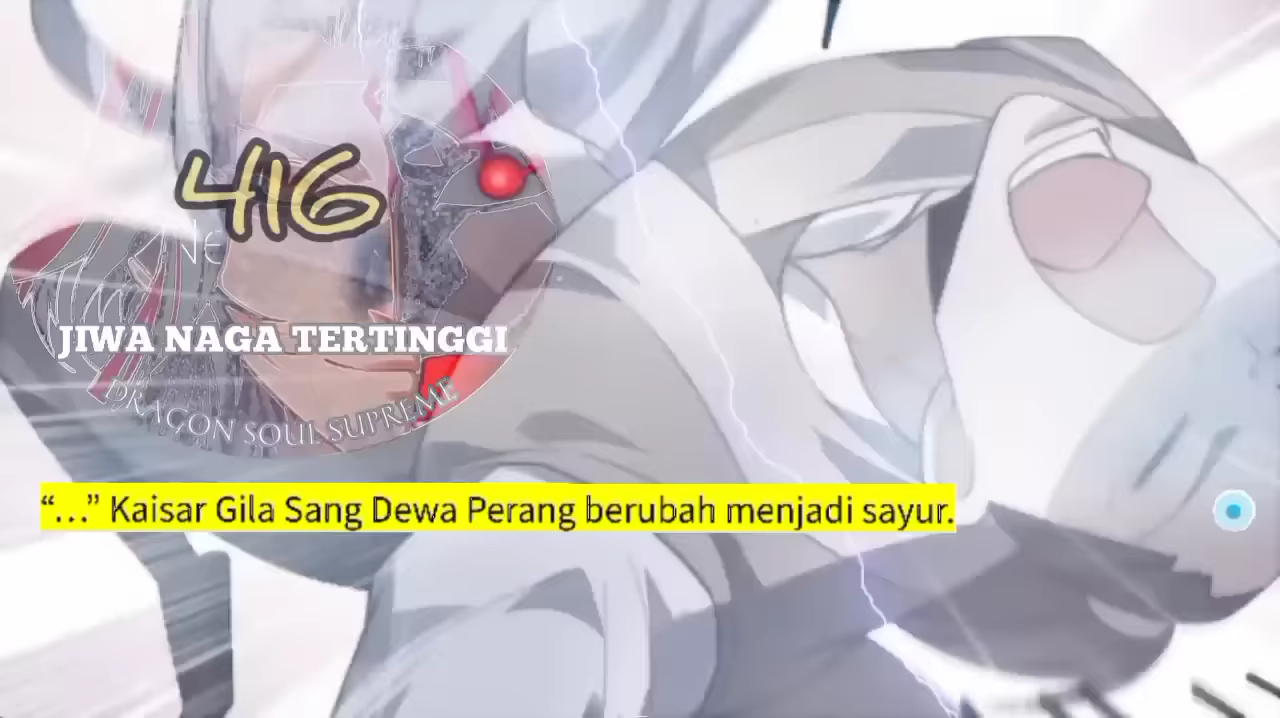 416
JIWA NAGA TERTINGGI
DRAGON SOUL SUPREME
“…” Kaisar Gila Sang Dewa Perang berubah menjadi sayur.